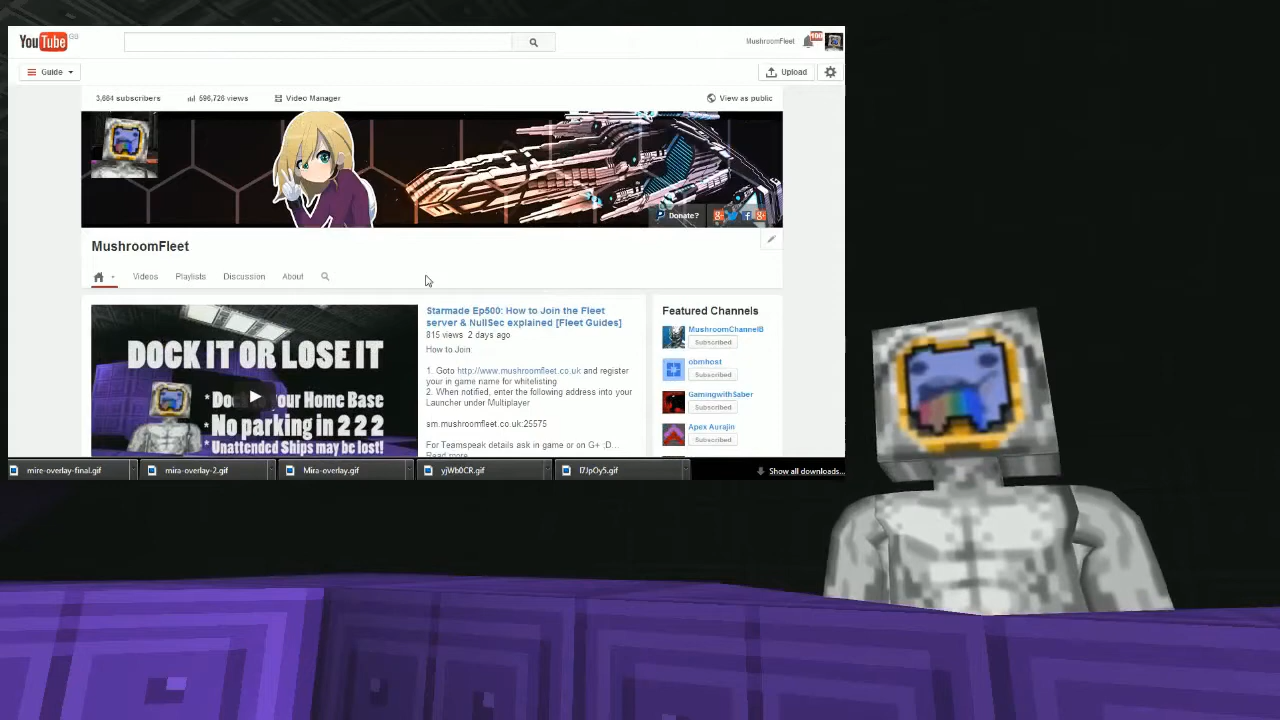 YouTube GB
MushroomFleet 100
Guide
Upload
3,664 subscribers 596,726 views Video Manager View as public
Donate?
MushroomFleet
Videos Playlists Discussion About
Starmade Ep500: How to Join the Fleet
server & NullSec explained [Fleet Guides]
815 views 2 days ago
How to Join:
1. Goto http://www.mushroomfleet.co.uk and register
your in game name for whitelisting
2. When notified, enter the following address into your
Launcher under Multiplayer
sm.mushroomfleet.co.uk:25575
For Teamspeak details ask in game or on G+ ;D...
DOCK IT OR LOSE IT
* Do Your Home Base
* No parking in 2 2 2
* Unattended Ships may be lost!
Featured Channels
MushroomChannelB
Subscribed
obmhost
Subscribed
GamingwithSaber
Subscribed
Apex Aurajin
Subscribed
mire-overlay-final.gif mira-overlay-2.gif Mira-overlay.gif yjWb0CR.gif I7JpOy5.gif Show all downloads...